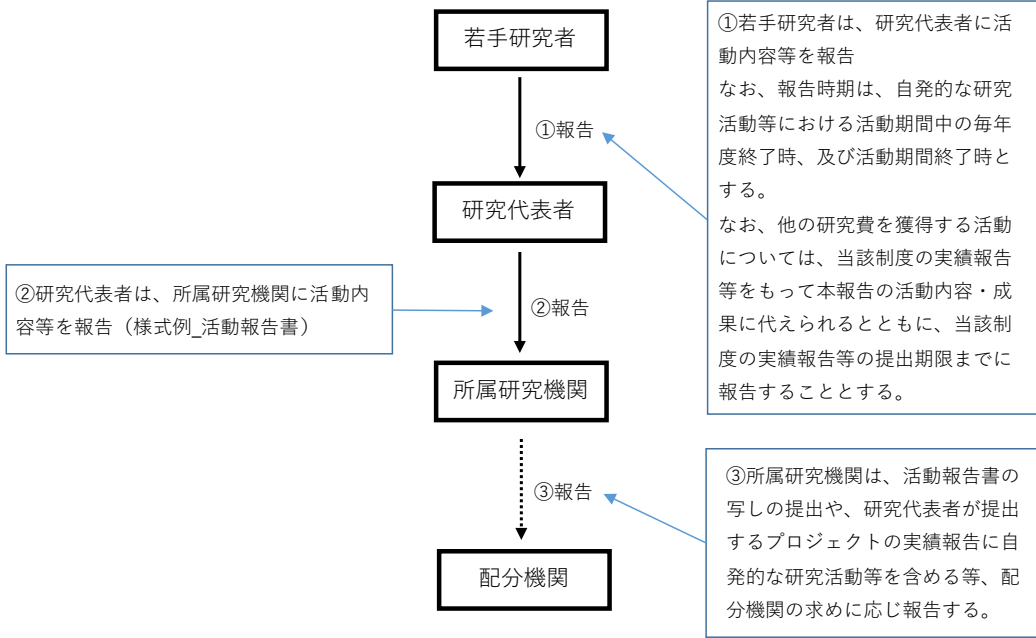 若手研究者
①報告
①若手研究者は、研究代表者に活
動内容等を報告
なお、報告時期は、自発的な研究
活動等における活動期間中の毎年
度終了時、及び活動期間終了時と
する。
なお、他の研究費を獲得する活動
については、当該制度の実績報告
等をもって本報告の活動内容・成
果に代えられるとともに、当該制
度の実績報告等の提出期限までに
報告することとする。
研究代表者
②研究代表者は、所属研究機関に活動内
容等を報告（様式例_活動報告書）
②報告
所属研究機関
③報告
③所属研究機関は、活動報告書の
写しの提出や、研究代表者が提出
するプロジェクトの実績報告に自
発的な研究活動等を含める等、配
分機関の求めに応じ報告する。
配分機関